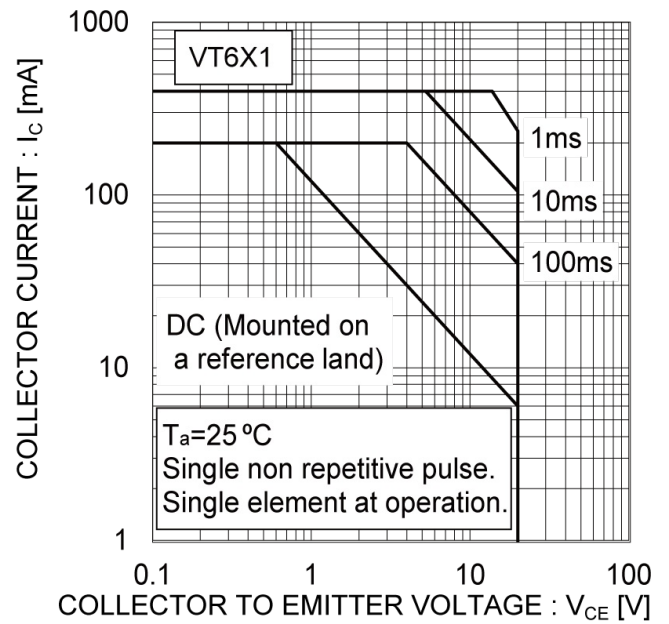 1000
VT6X1
COLLECTOR CURRENT : IC [mA]
1ms
100
10ms
100ms
DC (Mounted on
a reference land)
10
Ta=25 ºC
Single non repetitive pulse.
Single element at operation.
1
0.1 1 10 100
COLLECTOR TO EMITTER VOLTAGE : VCE [V]